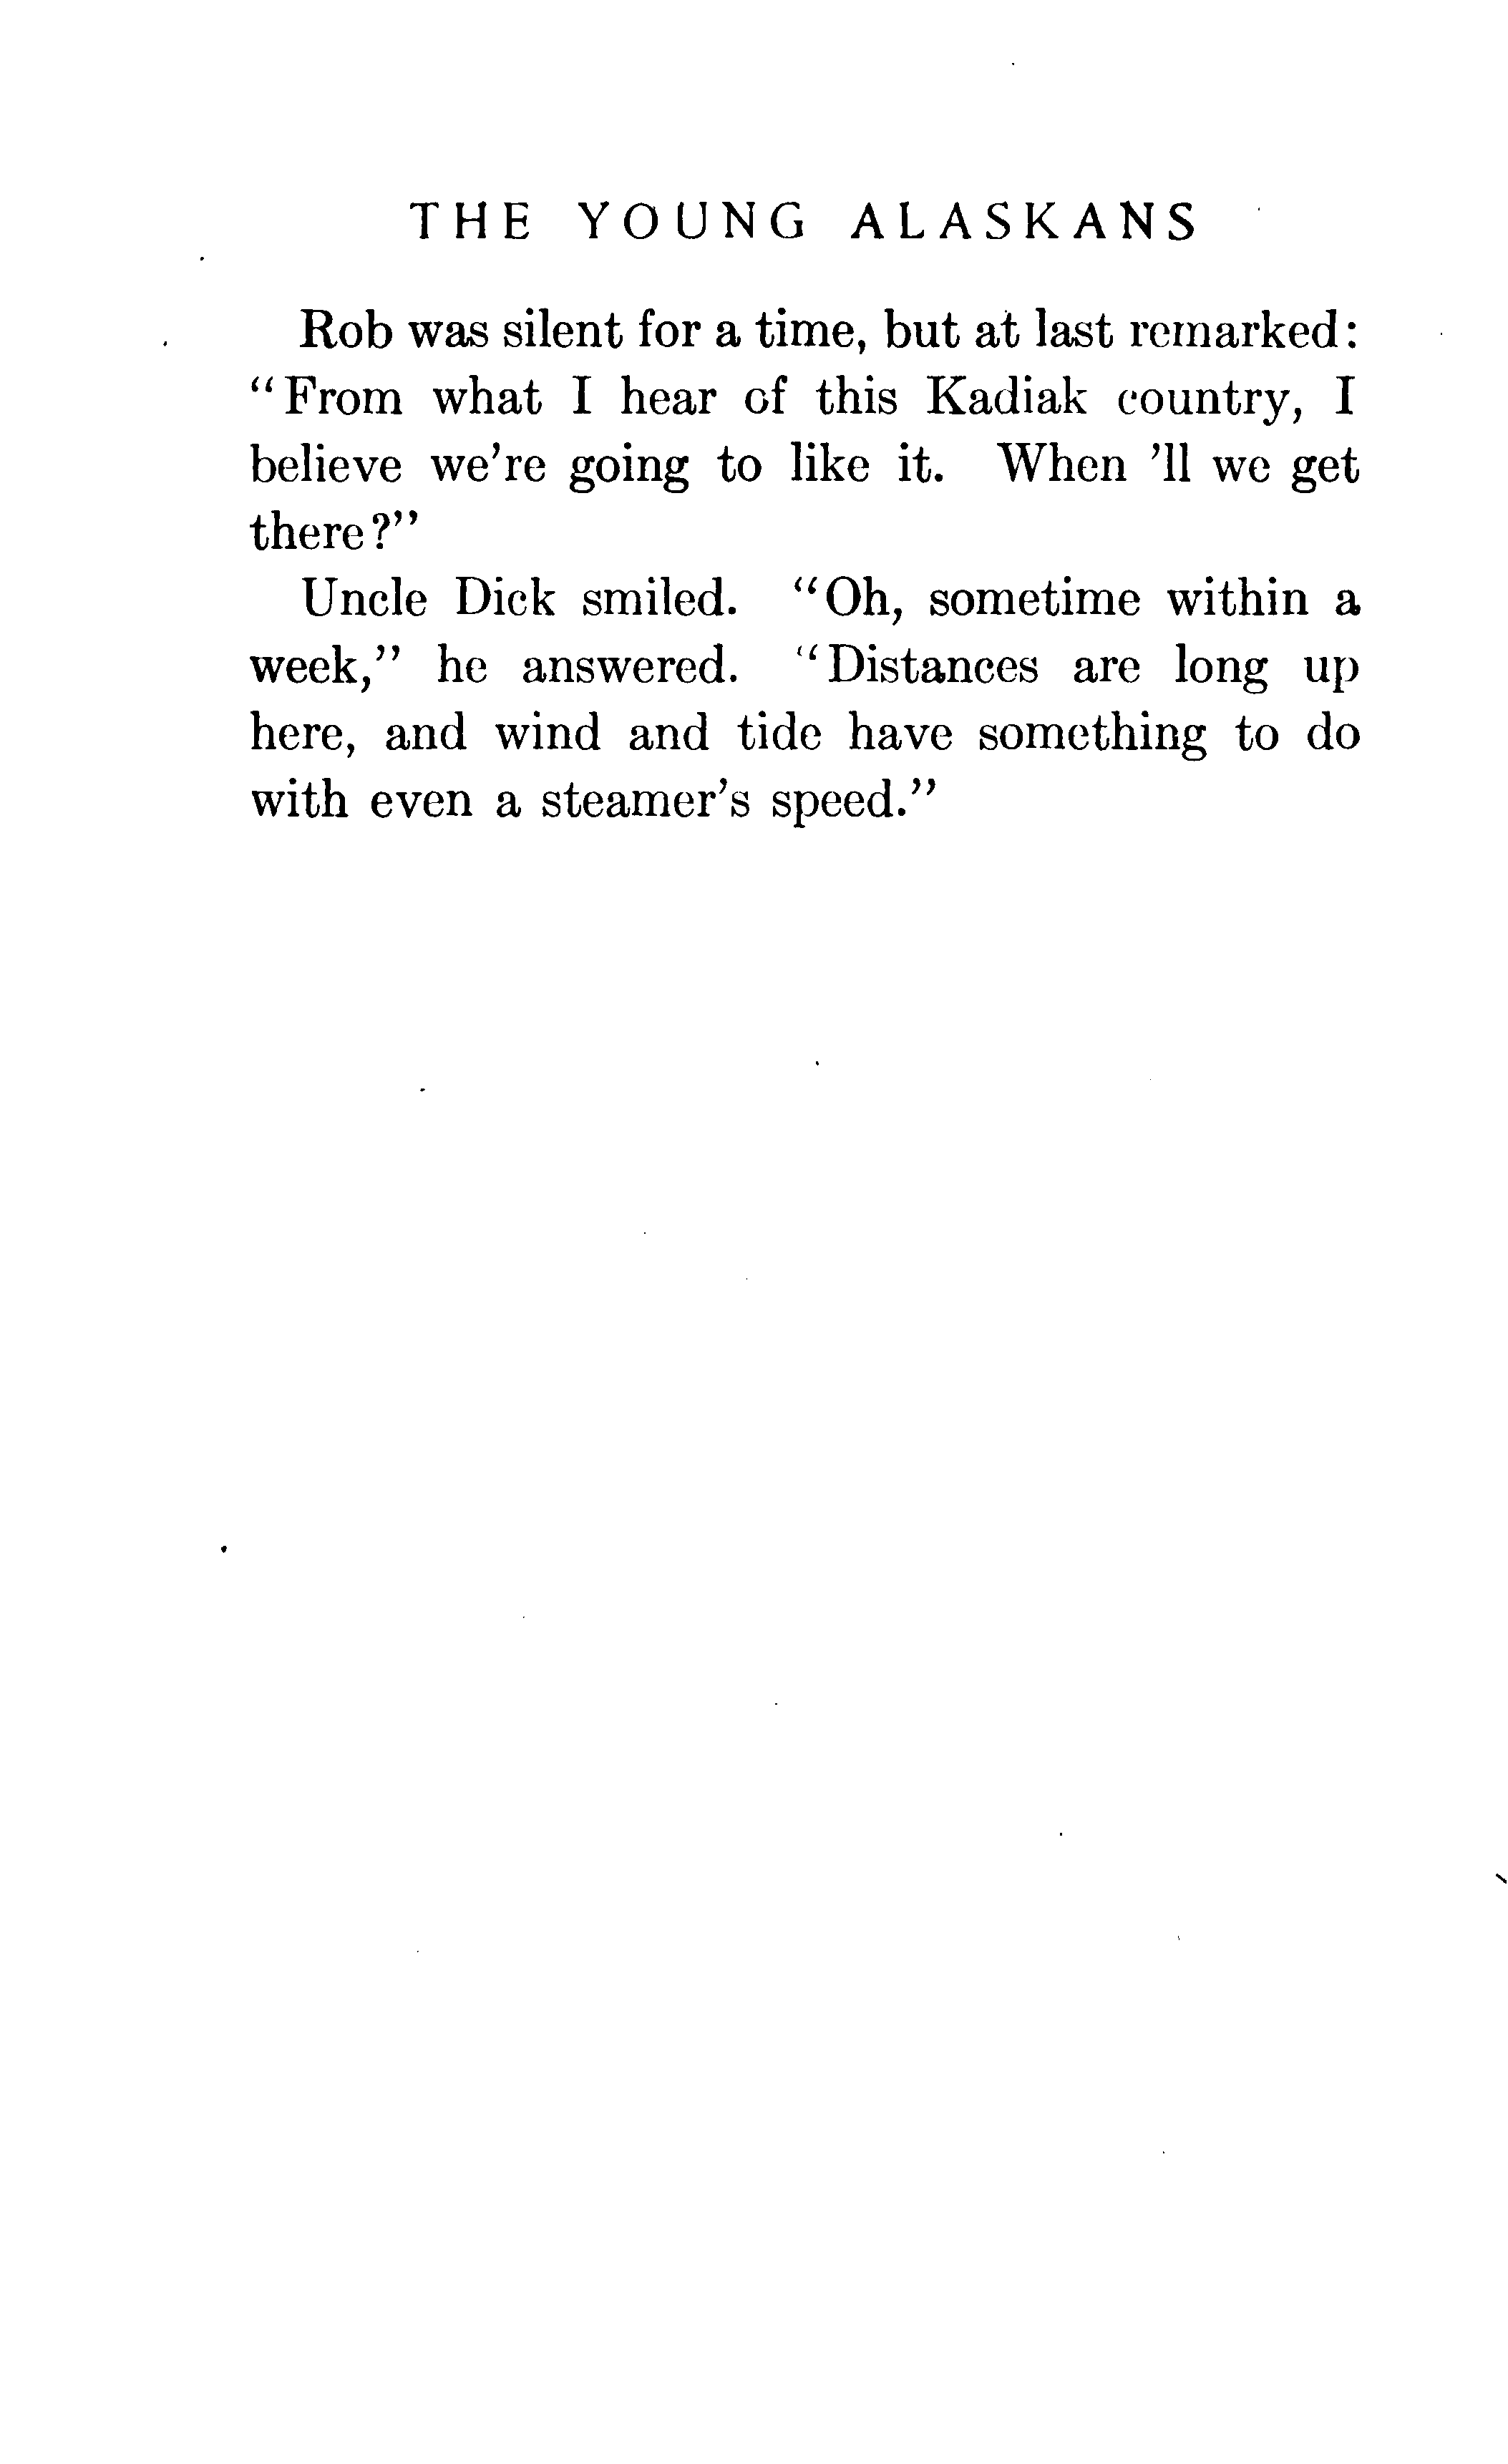 THE YOUNG ALASKANS
Rob was silent for a time, but at last remarked:
"From what I hear of this Kadiak country, I
believe we're going to like it. When 'll we get
there?"
Uncle Dick smiled. "Oh, sometime within a
week," he answered. "Distances are long up
here, and wind and tide have something to do
with even a steamer's speed."